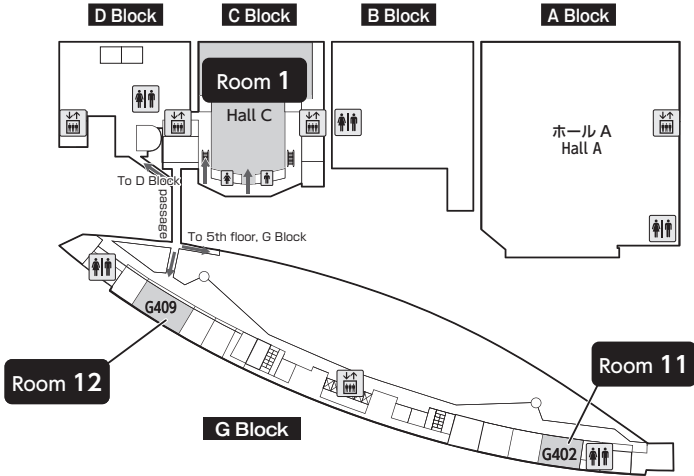 D Block
C Block
B Block
A Block
Room 1
Hall C
ホール A
Hall A
To D Block
passage
To 5th floor, G Block
G409
Room 12
Room 11
G Block
G402